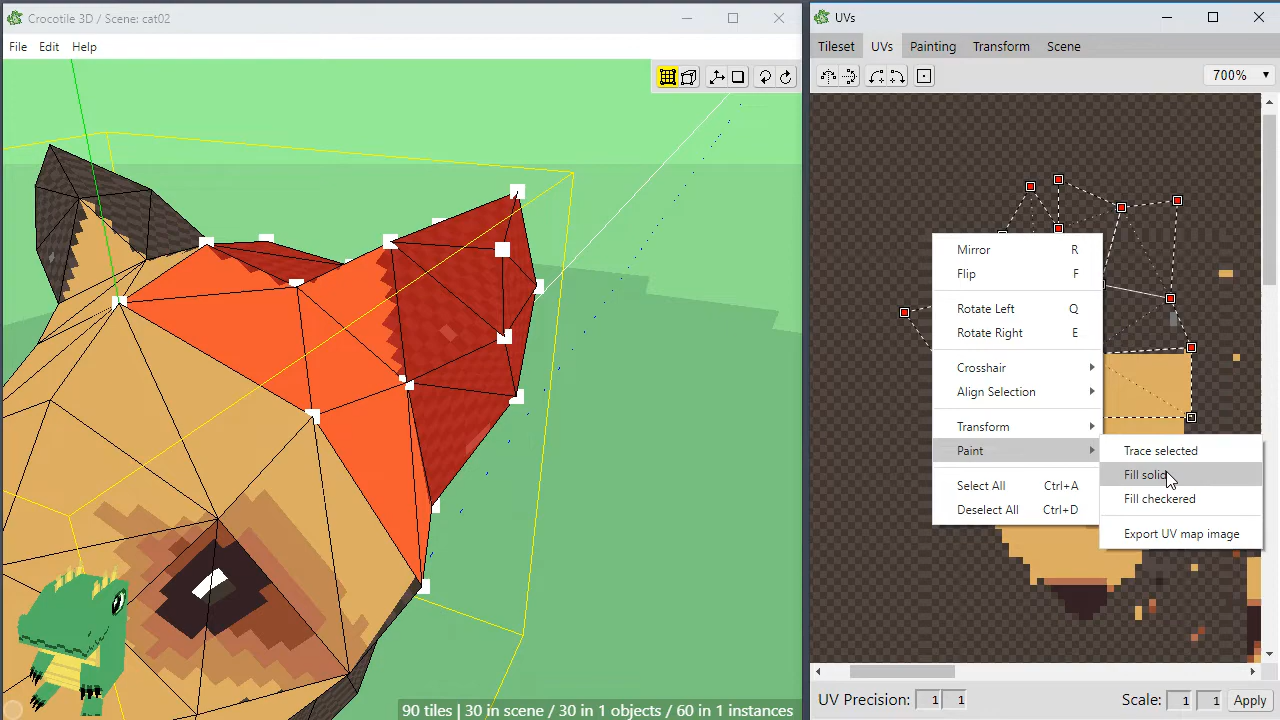 Crocotile 3D / Scene: cat02
File Edit Help
90 tiles | 30 in scene / 30 in 1 objects / 60 in 1 instances
UVs
Tileset UVs Painting Transform Scene
700%
Mirror R
Flip F
Rotate Left Q
Rotate Right E
Crosshair
Align Selection
Transform
Paint
Select All Ctrl+A
Deselect All Ctrl+D
Trace selected
Fill solid
Fill checkered
Export UV map image
UV Precision: 1 1 Scale: 1 1 Apply